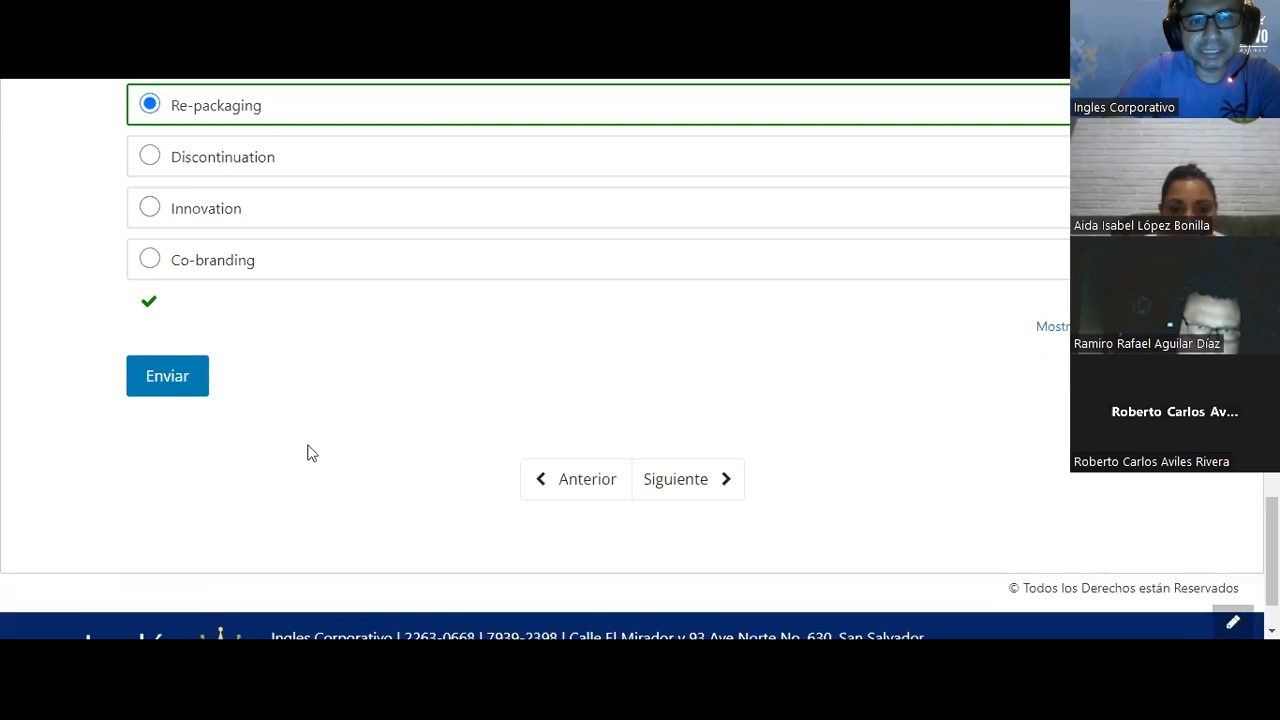 Re-packaging
Discontinuation
Innovation
Co-branding
Mostr
Enviar
Anterior
Siguiente
© Todos los Derechos están Reservados
Ingles Corporativo | 2263-0668 | 7939-2398 | Calle El Mirador y 93 Ave Norte No. 630, San Salvador
Ingles Corporativo
Aida Isabel López Bonilla
Ramiro Rafael Aguilar Díaz
Roberto Carlos Av...
Roberto Carlos Aviles Rivera